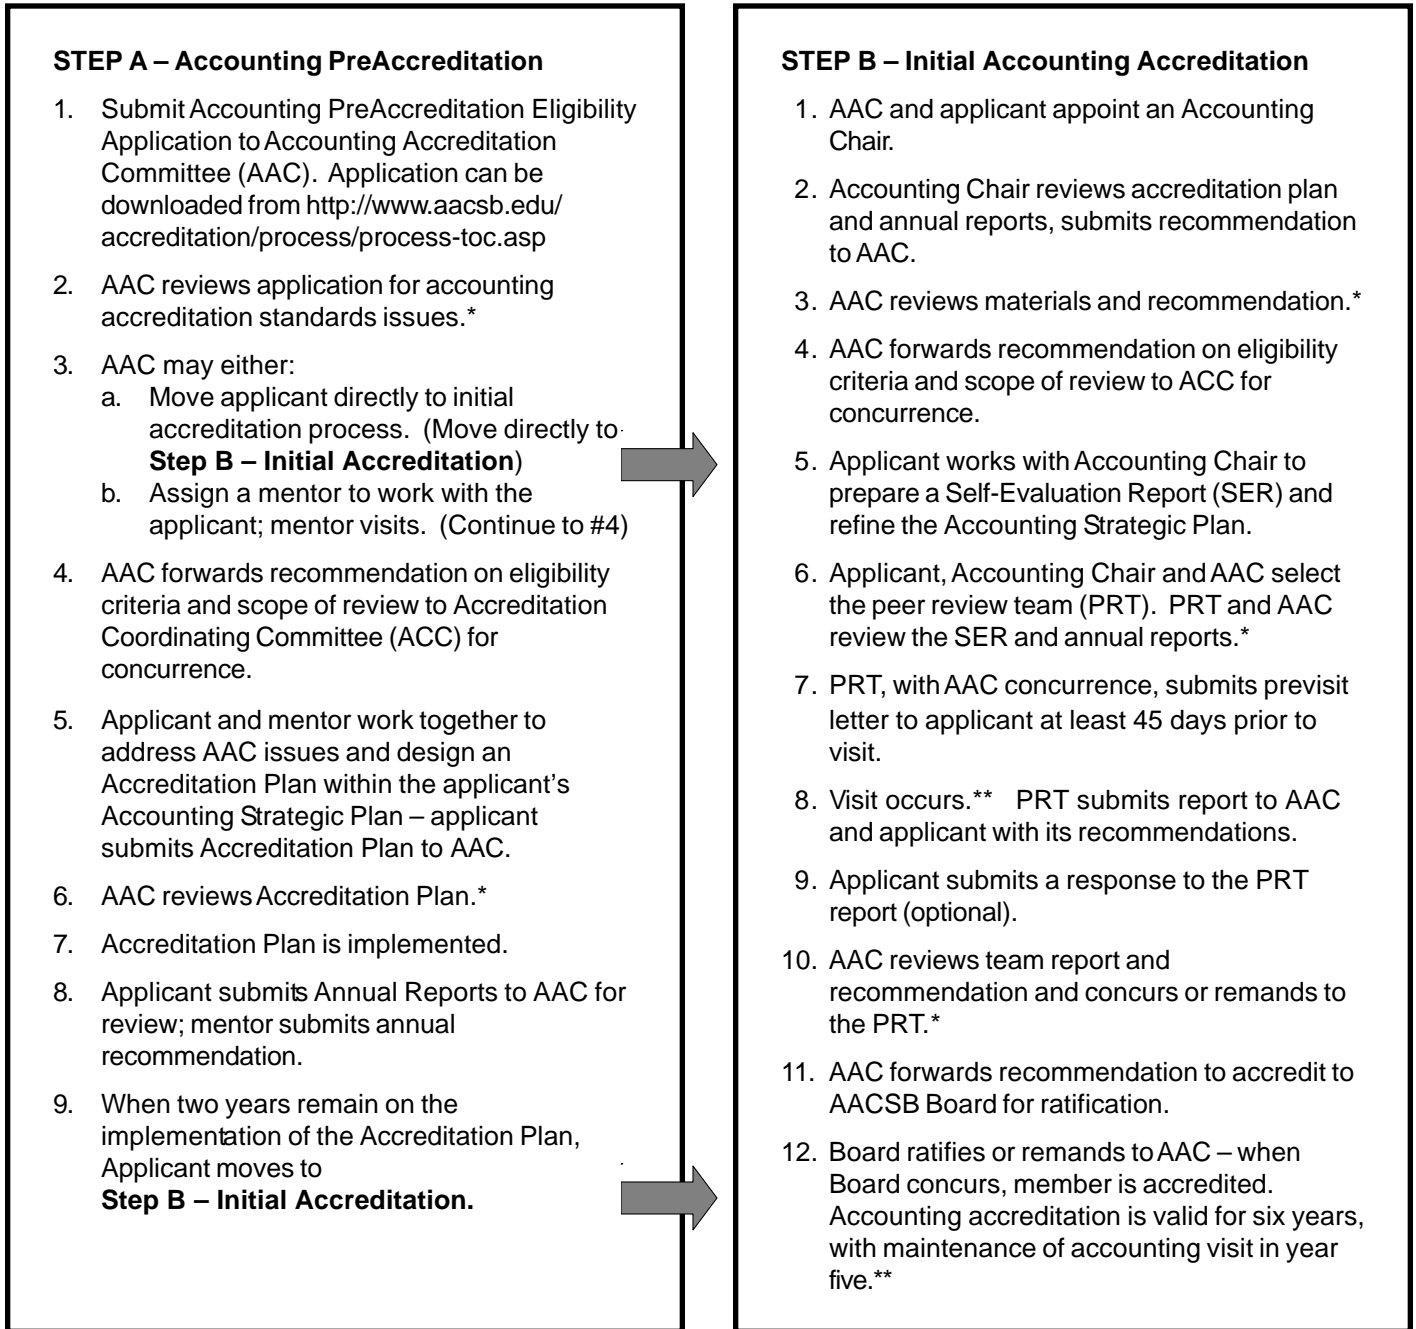 STEP A – Accounting PreAccreditation
1. Submit Accounting PreAccreditation Eligibility
Application to Accounting Accreditation
Committee (AAC). Application can be
downloaded from http://www.aacsb.edu/
accreditation/process/process-toc.asp
2. AAC reviews application for accounting
accreditation standards issues.*
3. AAC may either:
a. Move applicant directly to initial
accreditation process. (Move directly to
Step B – Initial Accreditation)
b. Assign a mentor to work with the
applicant; mentor visits. (Continue to #4)
4. AAC forwards recommendation on eligibility
criteria and scope of review to Accreditation
Coordinating Committee (ACC) for
concurrence.
5. Applicant and mentor work together to
address AAC issues and design an
Accreditation Plan within the applicant’s
Accounting Strategic Plan – applicant
submits Accreditation Plan to AAC.
6. AAC reviews Accreditation Plan.*
7. Accreditation Plan is implemented.
8. Applicant submits Annual Reports to AAC for
review; mentor submits annual
recommendation.
9. When two years remain on the
implementation of the Accreditation Plan,
Applicant moves to
Step B – Initial Accreditation.
STEP B – Initial Accounting Accreditation
1. AAC and applicant appoint an Accounting
Chair.
2. Accounting Chair reviews accreditation plan
and annual reports, submits recommendation
to AAC.
3. AAC reviews materials and recommendation.*
4. AAC forwards recommendation on eligibility
criteria and scope of review to ACC for
concurrence.
5. Applicant works with Accounting Chair to
prepare a Self-Evaluation Report (SER) and
refine the Accounting Strategic Plan.
6. Applicant, Accounting Chair and AAC select
the peer review team (PRT). PRT and AAC
review the SER and annual reports.*
7. PRT, with AAC concurrence, submits previsit
letter to applicant at least 45 days prior to
visit.
8. Visit occurs.** PRT submits report to AAC
and applicant with its recommendations.
9. Applicant submits a response to the PRT
report (optional).
10. AAC reviews team report and
recommendation and concurs or remands to
the PRT.*
11. AAC forwards recommendation to accredit to
AACSB Board for ratification.
12. Board ratifies or remands to AAC – when
Board concurs, member is accredited.
Accounting accreditation is valid for six years,
with maintenance of accounting visit in year
five.**